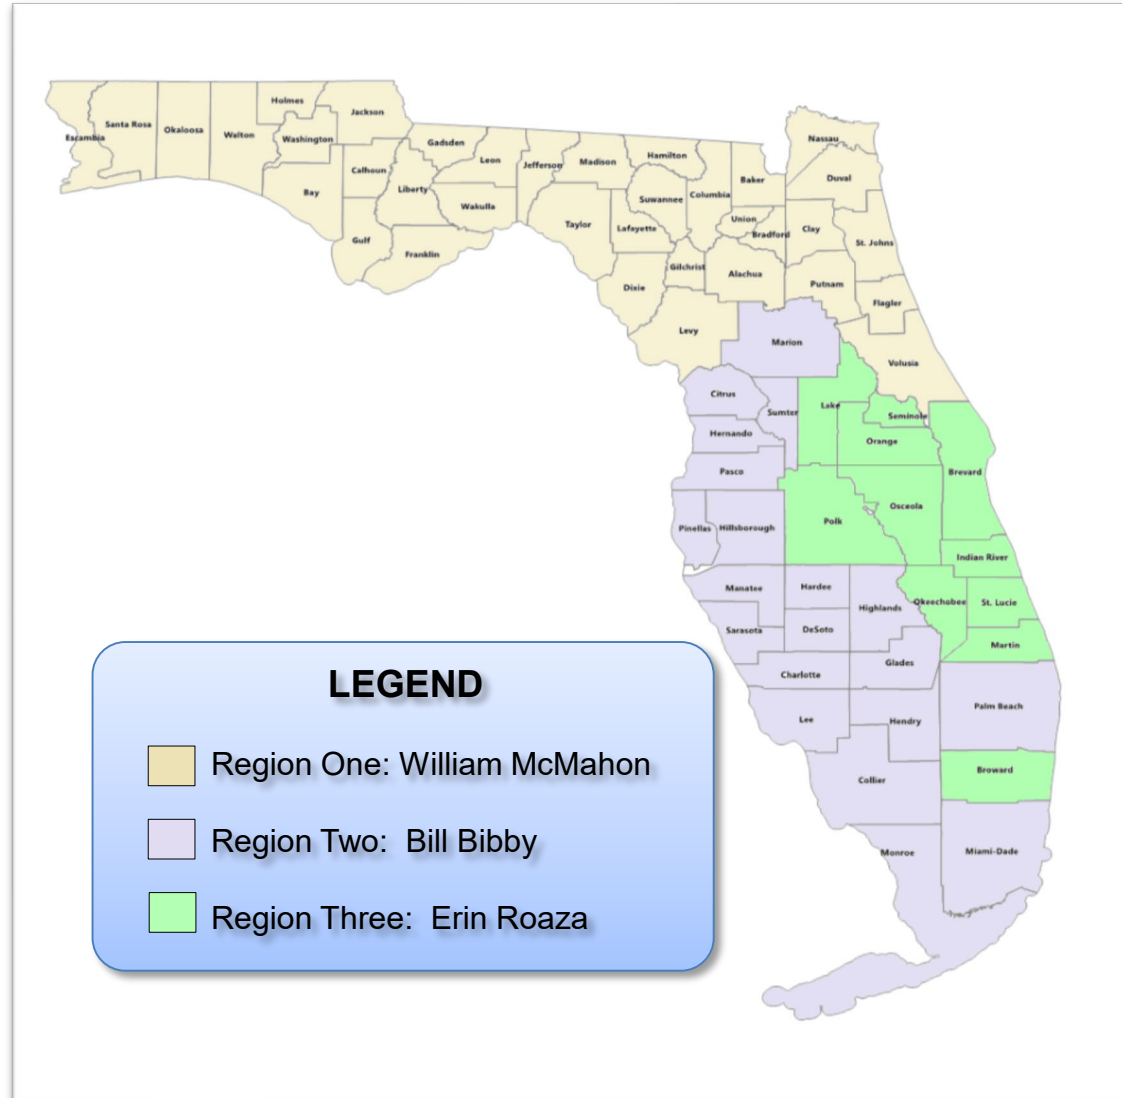 Holmes
Jackson
Nassau
Santa Rosa
Okaloosa
Walton
Escambia
Washington
Gadsden
Leon
Jefferson
Madison
Hamilton
Calhoun
Liberty
Bay
Wakulla
Suwannee
Columbia
Baker
Duval
Union
Bradford
Clay
Taylor
Lafayette
St. Johns
Gulf
Franklin
Gilchrist
Alachua
Dixie
Putnam
Flagler
Levy
Marion
Volusia
Citrus
Sumter
Lake
Seminole
Hernando
Orange
Pasco
Brevard
Osceola
Pinellas
Hillsborough
Polk
Indian River
Manatee
Hardee
Highlands
Okeechobee
St. Lucie
Sarasota
DeSoto
Martin
Glades
Charlotte
Palm Beach
Lee
Hendry
Broward
Collier
Monroe
Miami-Dade
LEGEND
Region One: William McMahon
Region Two:  Bill Bibby
Region Three:  Erin Roaza